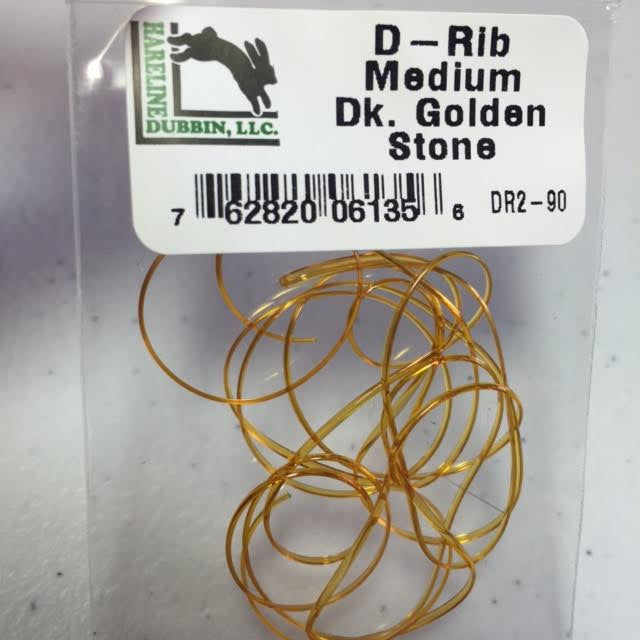 HARELINE
DUBBIN, LLC.
D-Rib
Medium
Dk. Golden
Stone
7 62820 06135 6
DR2-90